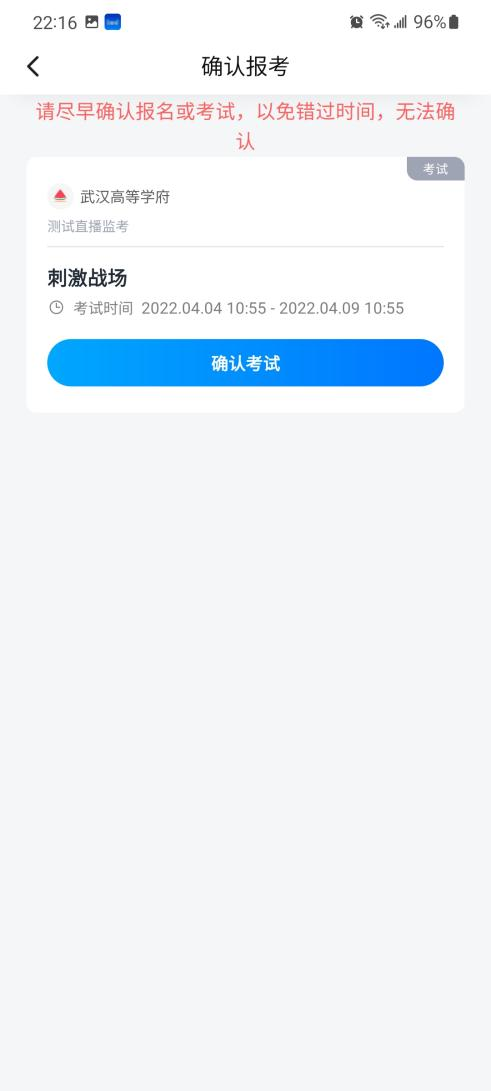 22:16
96%
确认报考
请尽早确认报名或考试，以免错过时间，无法确
认
考试
武汉高等学府
测试直播监考
刺激战场
考试时间 2022.04.04 10:55 - 2022.04.09 10:55
确认考试